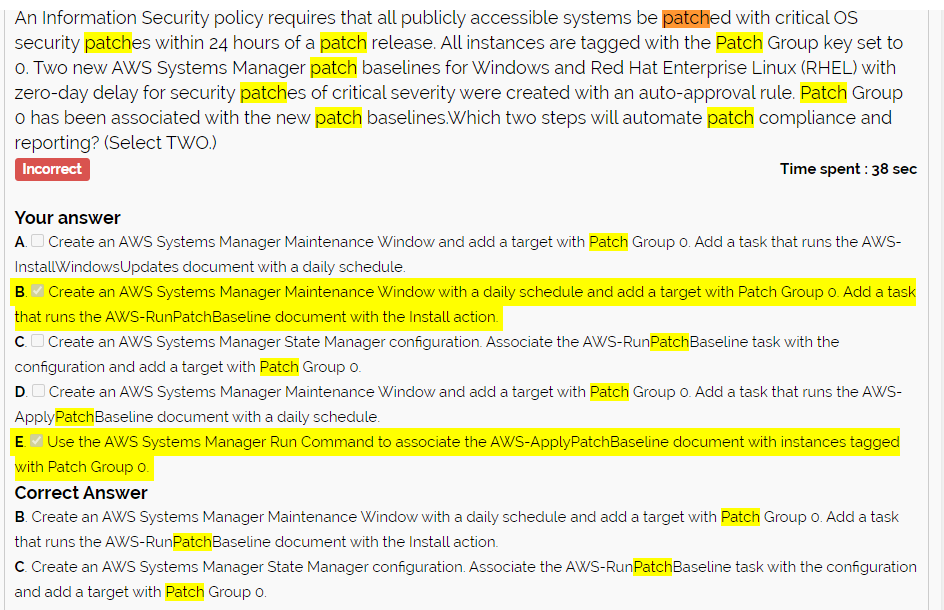 An Information Security policy requires that all publicly accessible systems be patched with critical OS
security patches within 24 hours of a patch release. All instances are tagged with the Patch Group key set to
0. Two new AWS Systems Manager patch baselines for Windows and Red Hat Enterprise Linux (RHEL) with
zero-day delay for security patches of critical severity were created with an auto-approval rule. Patch Group
0 has been associated with the new patch baselines.Which two steps will automate patch compliance and
reporting? (Select TWO.)
Incorrect
Time spent : 38 sec
Your answer
A. Create an AWS Systems Manager Maintenance Window and add a target with Patch Group 0. Add a task that runs the AWS-
InstallWindowsUpdates document with a daily schedule.
B. Create an AWS Systems Manager Maintenance Window with a daily schedule and add a target with Patch Group 0. Add a task
that runs the AWS-RunPatchBaseline document with the Install action.
C. Create an AWS Systems Manager State Manager configuration. Associate the AWS-RunPatchBaseline task with the
configuration and add a target with Patch Group 0.
D. Create an AWS Systems Manager Maintenance Window and add a target with Patch Group 0. Add a task that runs the AWS-
ApplyPatchBaseline document with a daily schedule.
E. Use the AWS Systems Manager Run Command to associate the AWS-ApplyPatchBaseline document with instances tagged
with Patch Group 0.
Correct Answer
B. Create an AWS Systems Manager Maintenance Window with a daily schedule and add a target with Patch Group 0. Add a task
that runs the AWS-RunPatchBaseline document with the Install action.
C. Create an AWS Systems Manager State Manager configuration. Associate the AWS-RunPatchBaseline task with the configuration
and add a target with Patch Group 0.